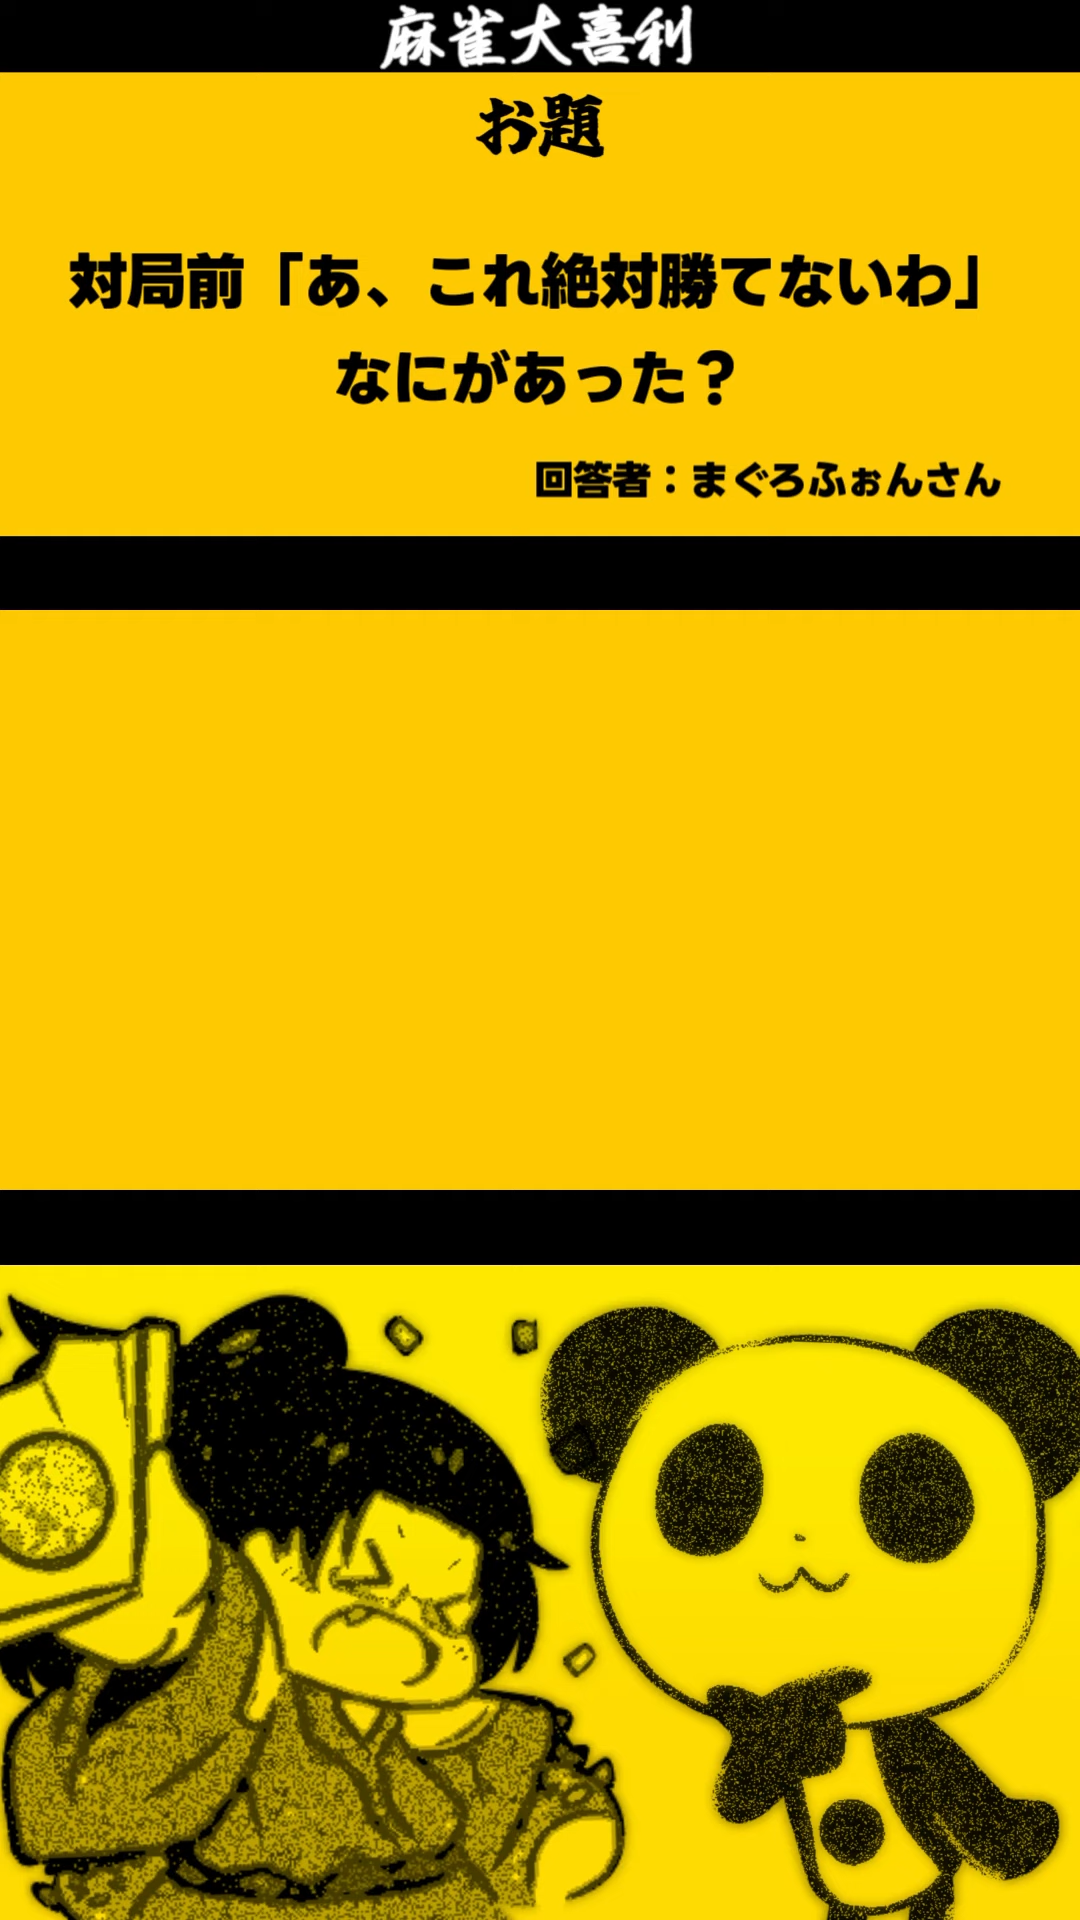 麻雀大喜利
お題
対局前「あ、これ絶対勝てないわ」
なにがあった？
回答者：まぐろふぉんさん